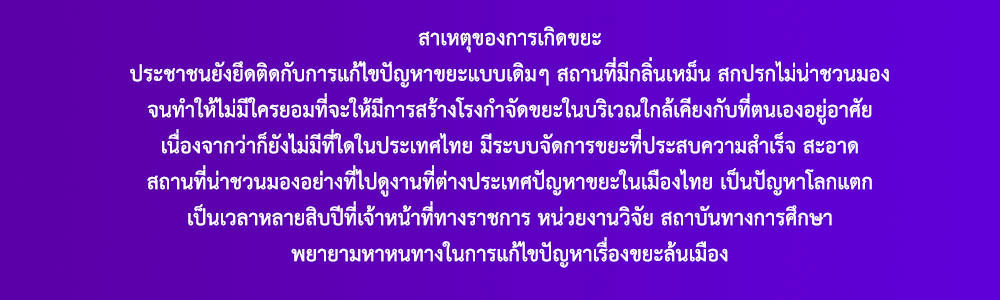 สาเหตุของการเกิดขยะ
ประชาชนยังยึดติดกับการแก้ไขปัญหาขยะแบบเดิมๆ สถานที่มีกลิ่นเหม็น สกปรกไม่น่าชวนมอง
จนทำให้ไม่มีใครยอมที่จะให้มีการสร้างโรงกำจัดขยะในบริเวณใกล้เคียงกับที่ตนเองอยู่อาศัย
เนื่องจากว่าก็ยังไม่มีที่ใดในประเทศไทย มีระบบจัดการขยะที่ประสบความสำเร็จ สะอาด
สถานที่น่าชวนมองอย่างที่ไปดูงานที่ต่างประเทศปัญหาขยะในเมืองไทย เป็นปัญหาโลกแตก
เป็นเวลาหลายสิบปีที่เจ้าหน้าที่ทางราชการ หน่วยงานวิจัย สถาบันทางการศึกษา
พยายามหาหนทางในการแก้ไขปัญหาเรื่องขยะล้นเมือง